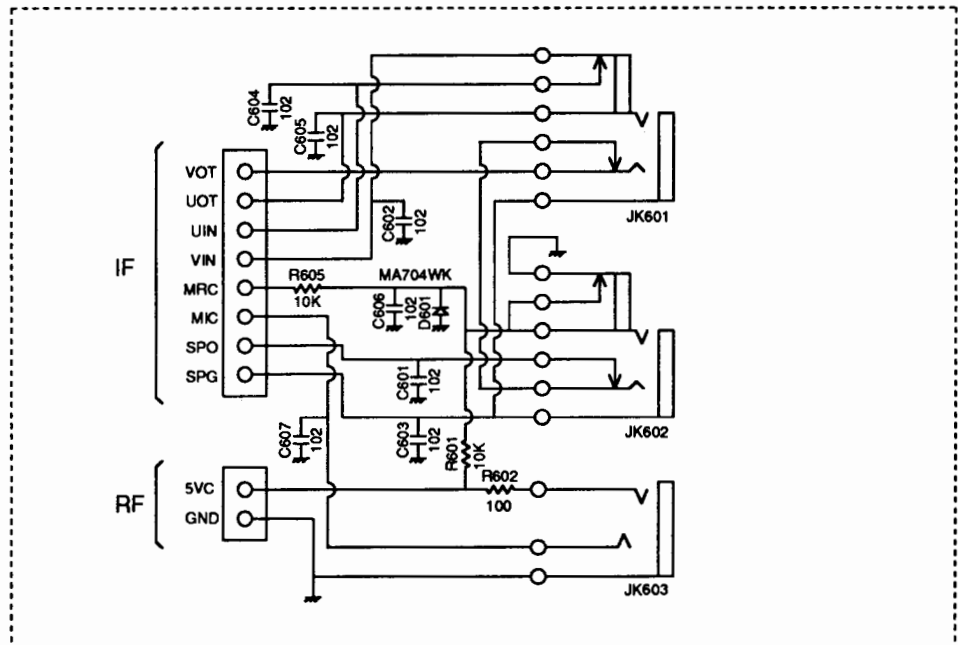 C604
102
C605
102
JK601
IF
VOT
UOT
UIN
VIN
MRC
MIC
SPO
SPG
C602
102
R605
10K
MA704WK
C606
102
D601
C601
102
JK602
C607
102
C603
102
R601
10K
R602
100
RF
5VC
GND
JK603